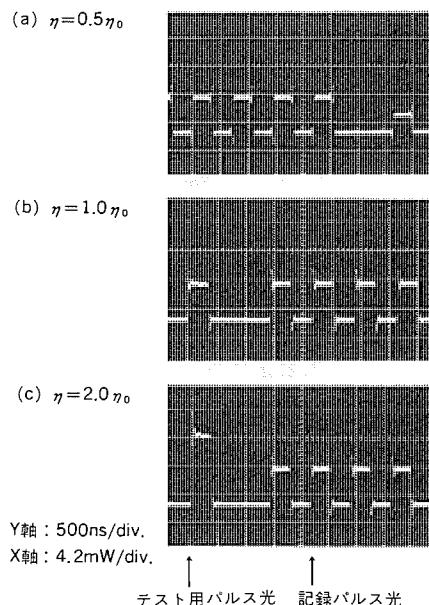 (a) η=0.5η₀
(b) η=1.0η₀
(c) η=2.0η₀
Y軸：500ns/div.
X軸：4.2mW/div.
テスト用パルス光 記録パルス光